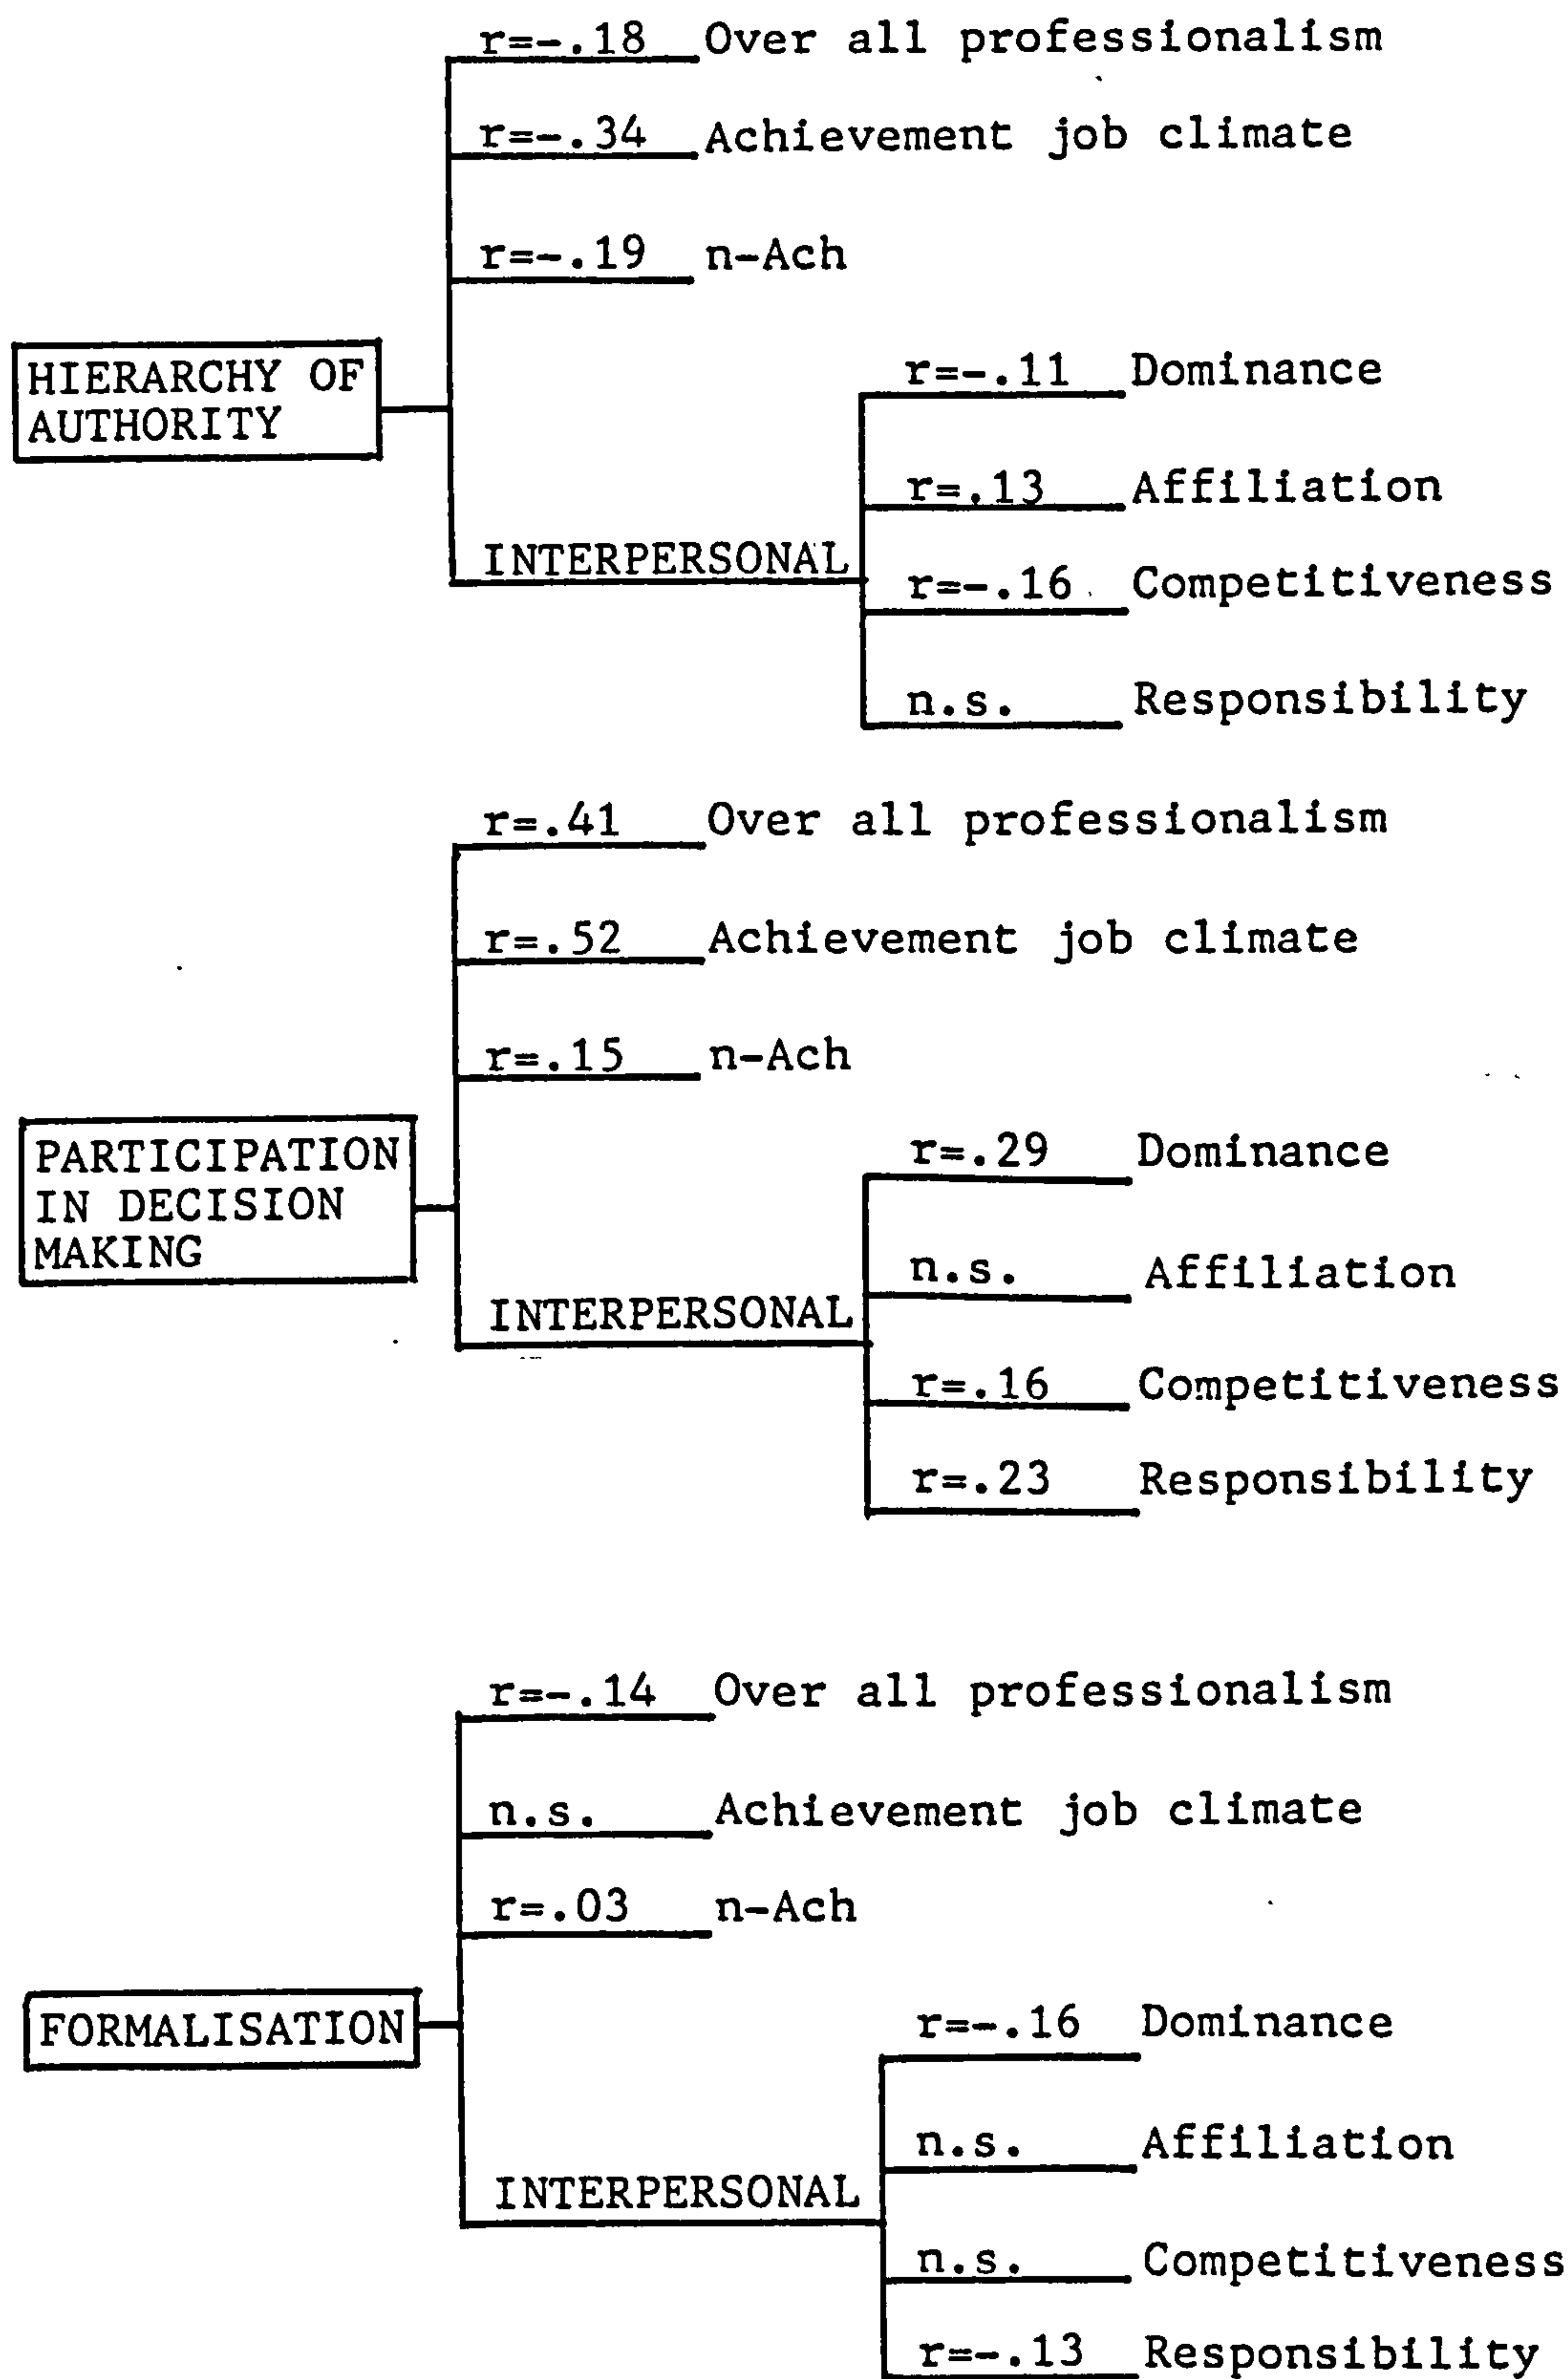 r=-.18 Over all professionalism
r=-.34 Achievement job climate
r=-.19 n-Ach
HIERARCHY OF
AUTHORITY
r=-.11 Dominance
r=.13 Affiliation
INTERPERSONAL
r=-.16 Competitiveness
n.s. Responsibility
r=.41 Over all professionalism
r=.52 Achievement job climate
r=.15 n-Ach
PARTICIPATION
IN DECISION
MAKING
r=.29 Dominance
n.s. Affiliation
INTERPERSONAL
r=.16 Competitiveness
r=.23 Responsibility
r=-.14 Over all professionalism
n.s. Achievement job climate
r=.03 n-Ach
FORMALISATION
r=-.16 Dominance
n.s. Affiliation
INTERPERSONAL
n.s. Competitiveness
r=-.13 Responsibility